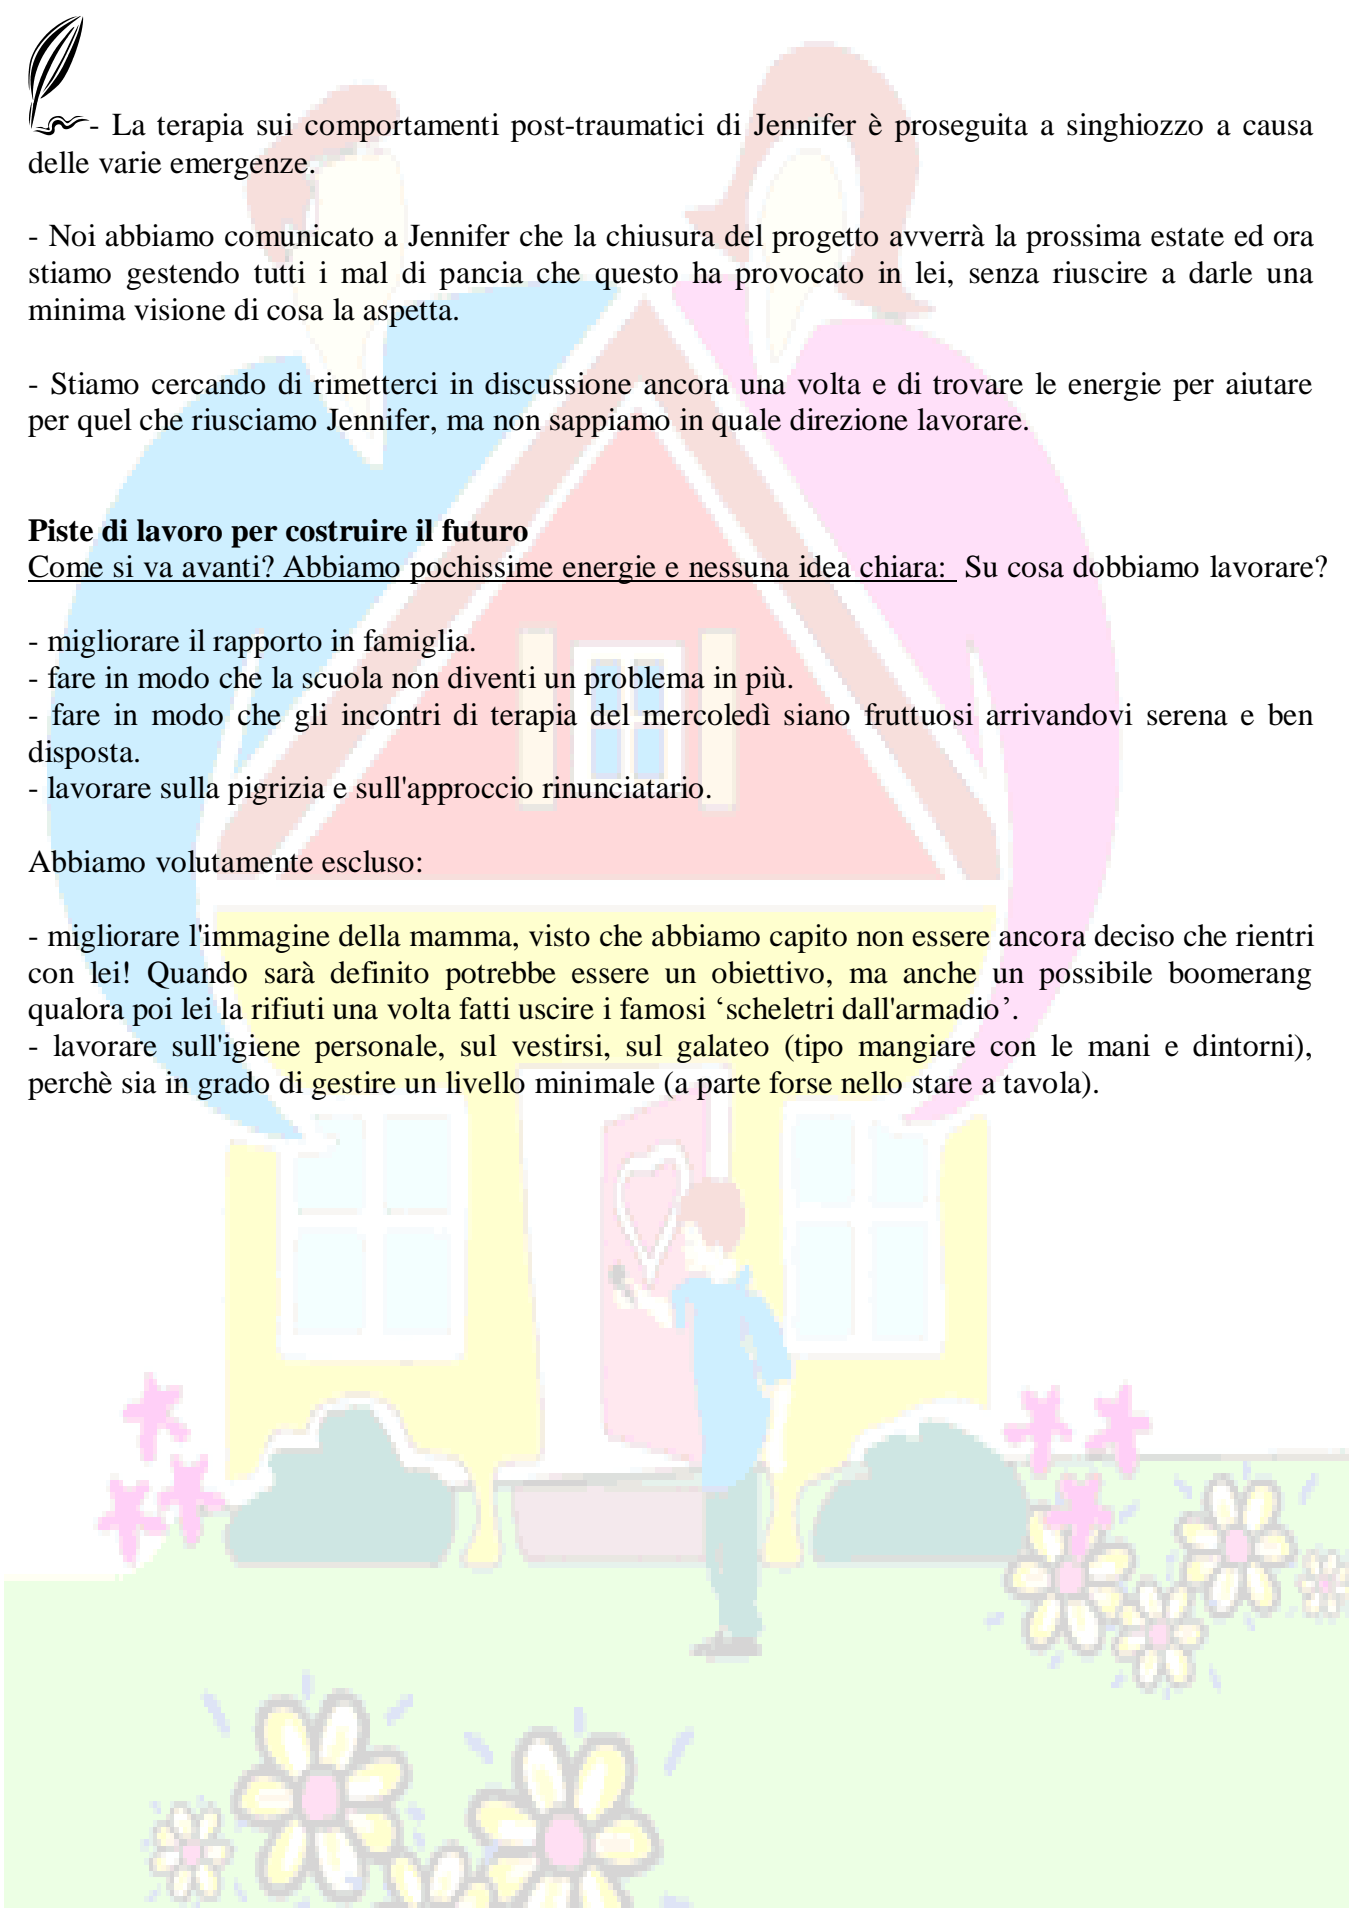 - La terapia sui comportamenti post-traumatici di Jennifer è proseguita a singhiozzo a causa
delle varie emergenze.
- Noi abbiamo comunicato a Jennifer che la chiusura del progetto avverrà la prossima estate ed ora
stiamo gestendo tutti i mal di pancia che questo ha provocato in lei, senza riuscire a darle una
minima visione di cosa la aspetta.
- Stiamo cercando di rimetterci in discussione ancora una volta e di trovare le energie per aiutare
per quel che riusciamo Jennifer, ma non sappiamo in quale direzione lavorare.
Piste di lavoro per costruire il futuro
Come si va avanti? Abbiamo pochissime energie e nessuna idea chiara: Su cosa dobbiamo lavorare?
- migliorare il rapporto in famiglia.
- fare in modo che la scuola non diventi un problema in più.
- fare in modo che gli incontri di terapia del mercoledì siano fruttuosi arrivandovi serena e ben
disposta.
- lavorare sulla pigrizia e sull'approccio rinunciatario.
Abbiamo volutamente escluso:
- migliorare l'immagine della mamma, visto che abbiamo capito non essere ancora deciso che rientri
con lei! Quando sarà definito potrebbe essere un obiettivo, ma anche un possibile boomerang
qualora poi lei la rifiuti una volta fatti uscire i famosi ‘scheletri dall'armadio’.
- lavorare sull'igiene personale, sul vestirsi, sul galateo (tipo mangiare con le mani e dintorni),
perchè sia in grado di gestire un livello minimale (a parte forse nello stare a tavola).